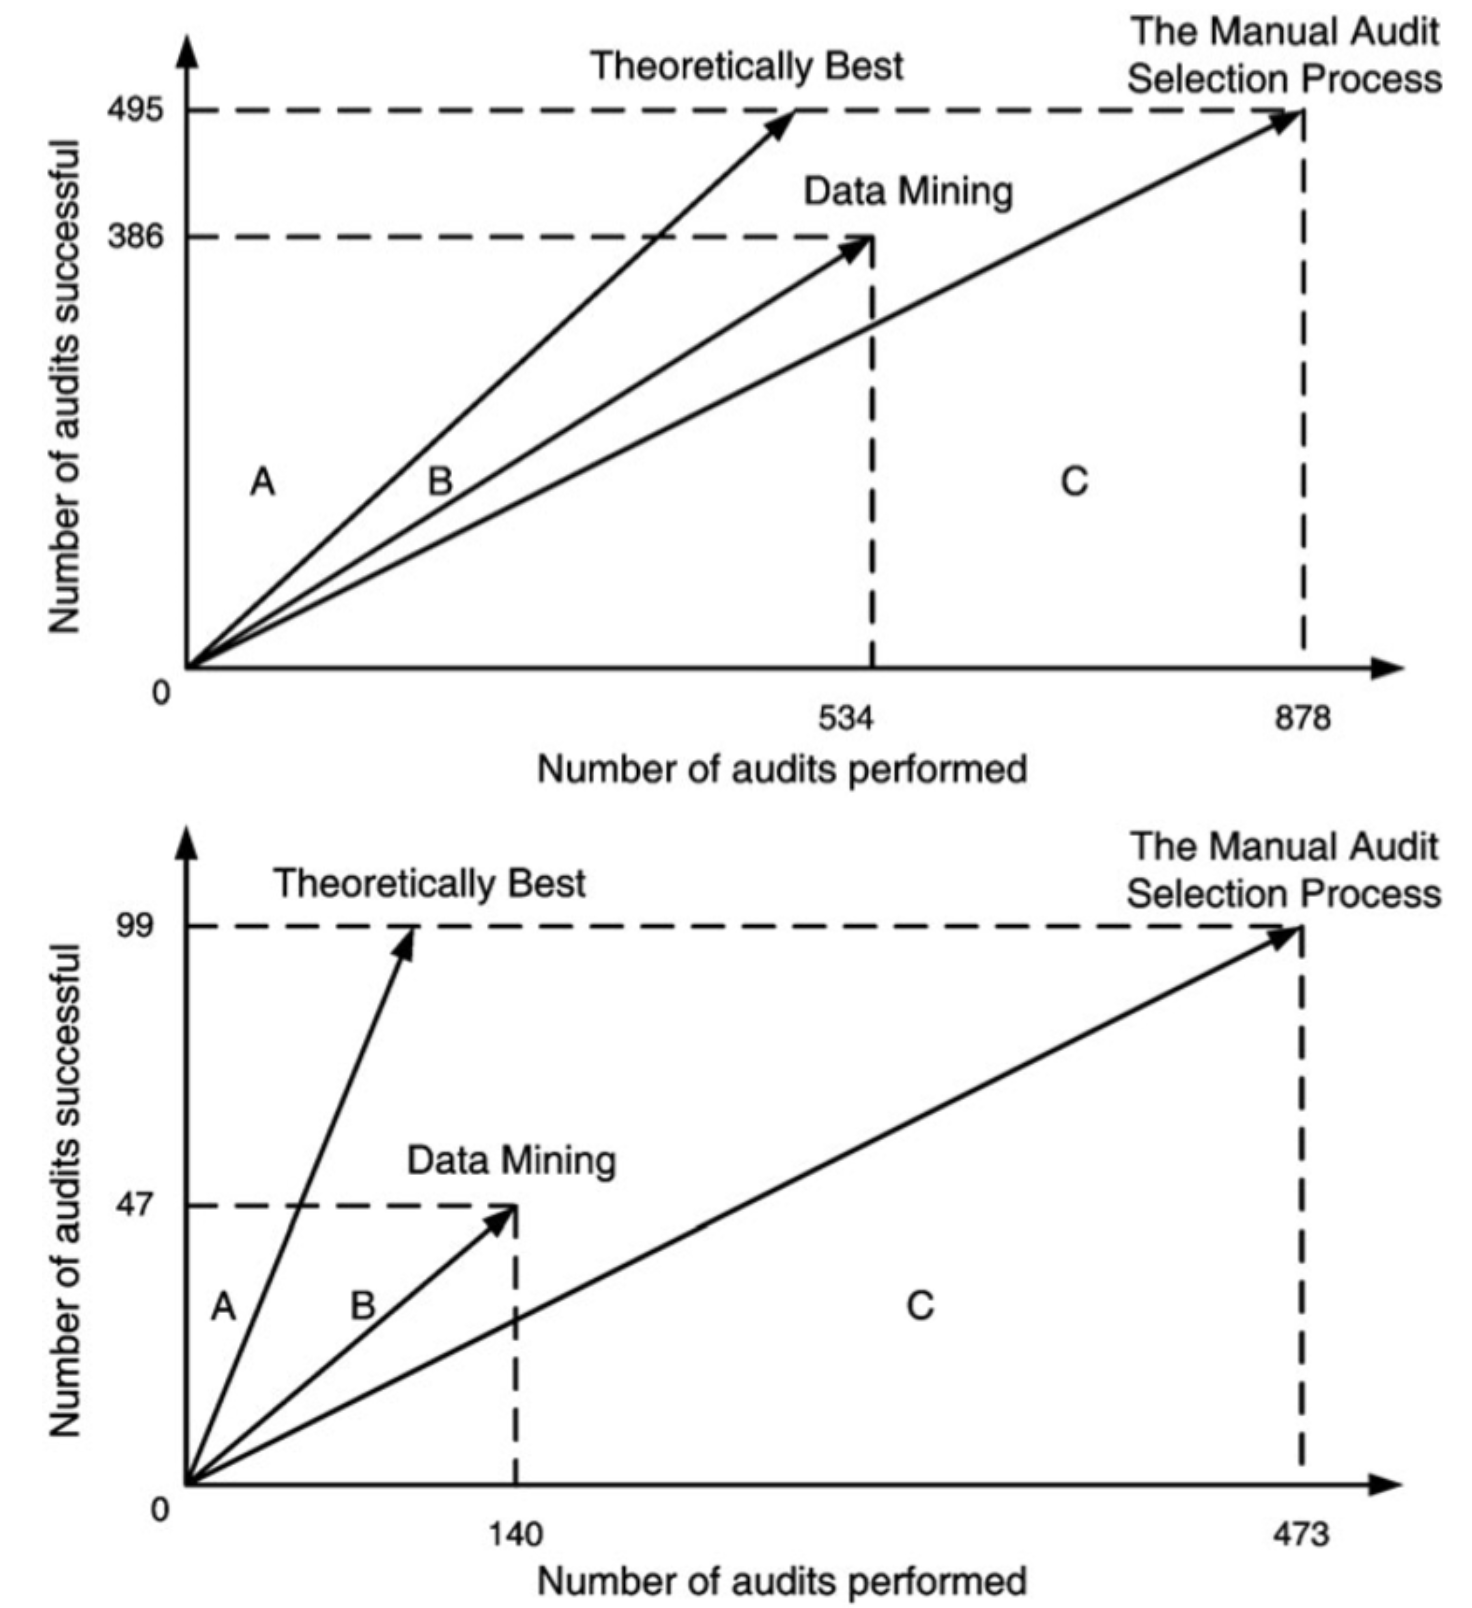 The Manual Audit
Selection Process
Theoretically Best
495
Data Mining
386
Number of audits successful
A
B
C
0
534
878
Number of audits performed
The Manual Audit
Selection Process
Theoretically Best
99
Data Mining
47
Number of audits successful
A
B
C
0
140
473
Number of audits performed